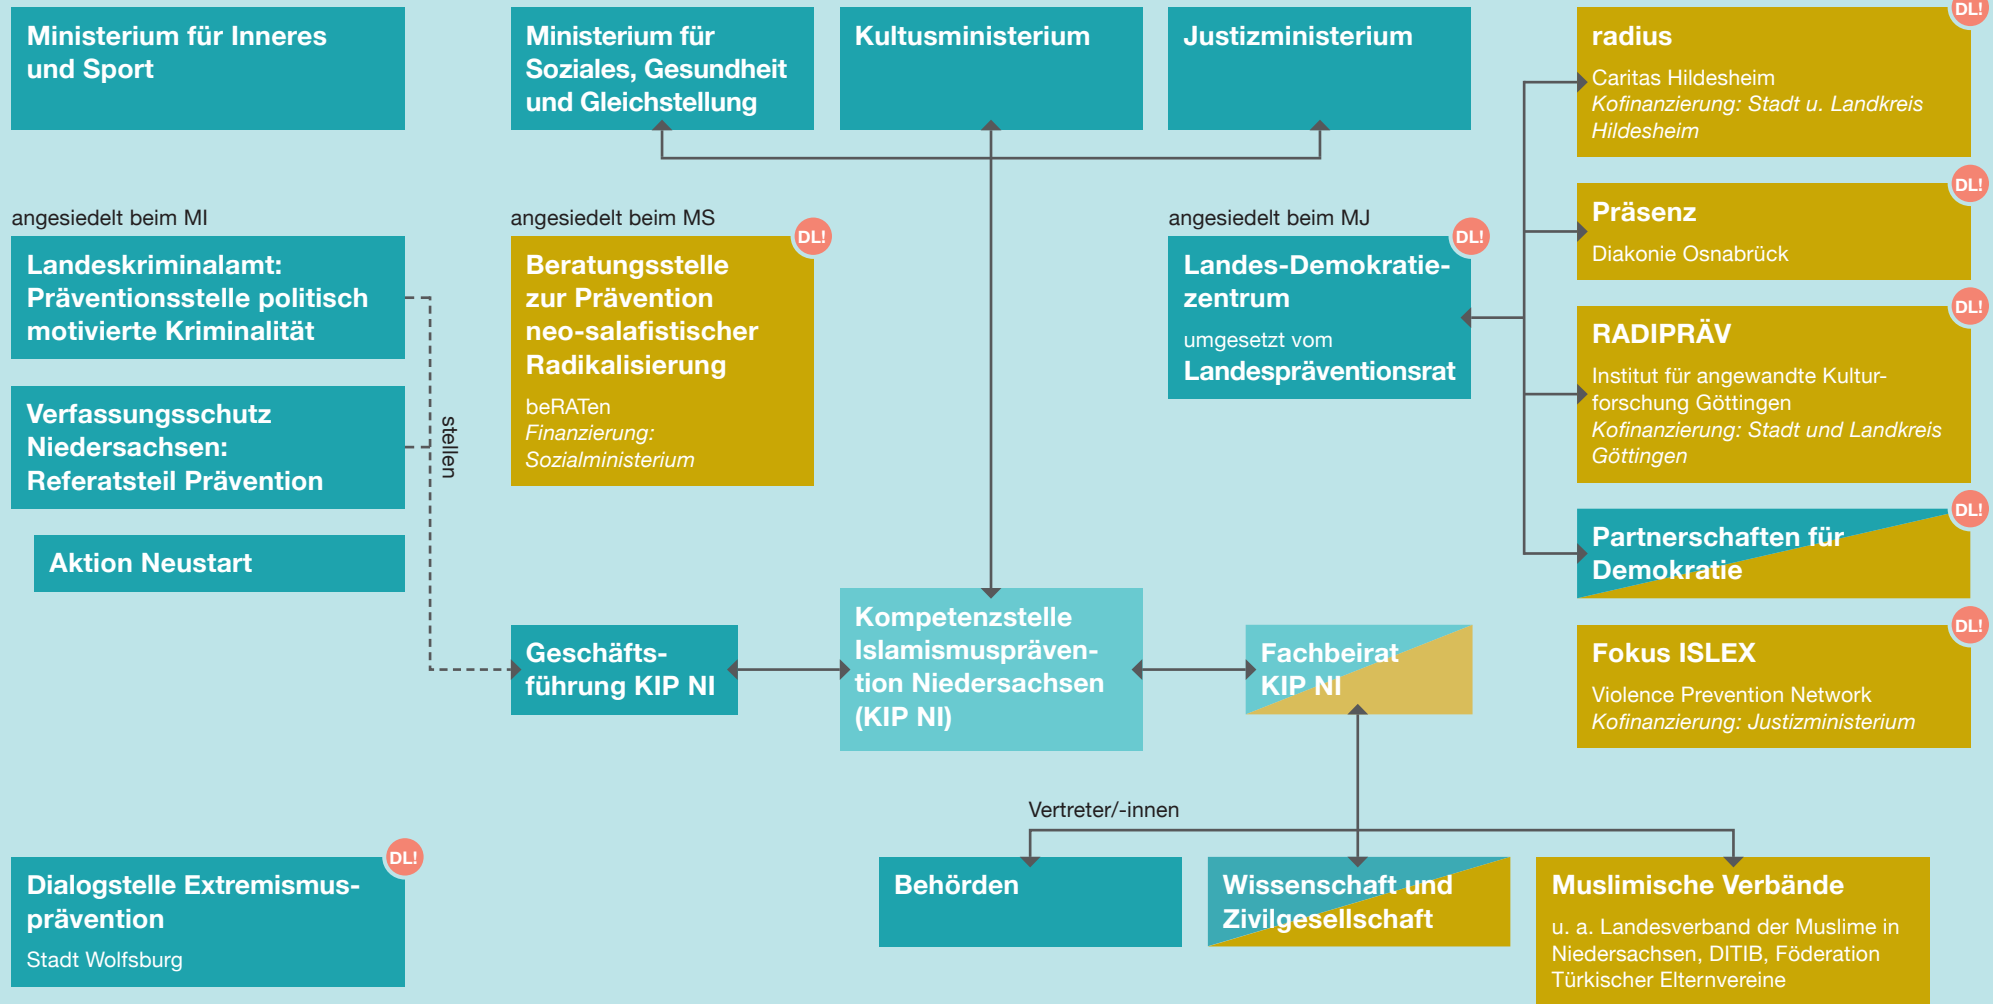 Ministerium für Inneres
und Sport
Ministerium für
Soziales, Gesundheit
und Gleichstellung
Kultusministerium
Justizministerium
DL!
radius
Caritas Hildesheim
Kofinanzierung: Stadt u. Landkreis
Hildesheim
DL!
Präsenz
Diakonie Osnabrück
angesiedelt beim MI
Landeskriminalamt:
Präventionsstelle politisch
motivierte Kriminalität
Verfassungsschutz
Niedersachsen:
Referatsteil Prävention
Aktion Neustart
stellen
angesiedelt beim MS
DL!
Beratungsstelle
zur Prävention
neo-salafistischer
Radikalisierung
beRATen
Finanzierung:
Sozialministerium
angesiedelt beim MJ
DL!
Landes-Demokratie-
zentrum
umgesetzt vom
Landespräventionsrat
DL!
RADIPRÄV
Institut für angewandte Kultur-
forschung Göttingen
Kofinanzierung: Stadt und Landkreis
Göttingen
DL!
Partnerschaften für
Demokratie
DL!
Fokus ISLEX
Violence Prevention Network
Kofinanzierung: Justizministerium
Geschäfts-
führung KIP NI
Kompetenzstelle
Islamismuspräven-
tion Niedersachsen
(KIP NI)
Fachbeirat
KIP NI
Vertreter/-innen
DL!
Dialogstelle Extremismus-
prävention
Stadt Wolfsburg
Behörden
Wissenschaft und
Zivilgesellschaft
Muslimische Verbände
u. a. Landesverband der Muslime in
Niedersachsen, DITIB, Föderation
Türkischer Elternvereine